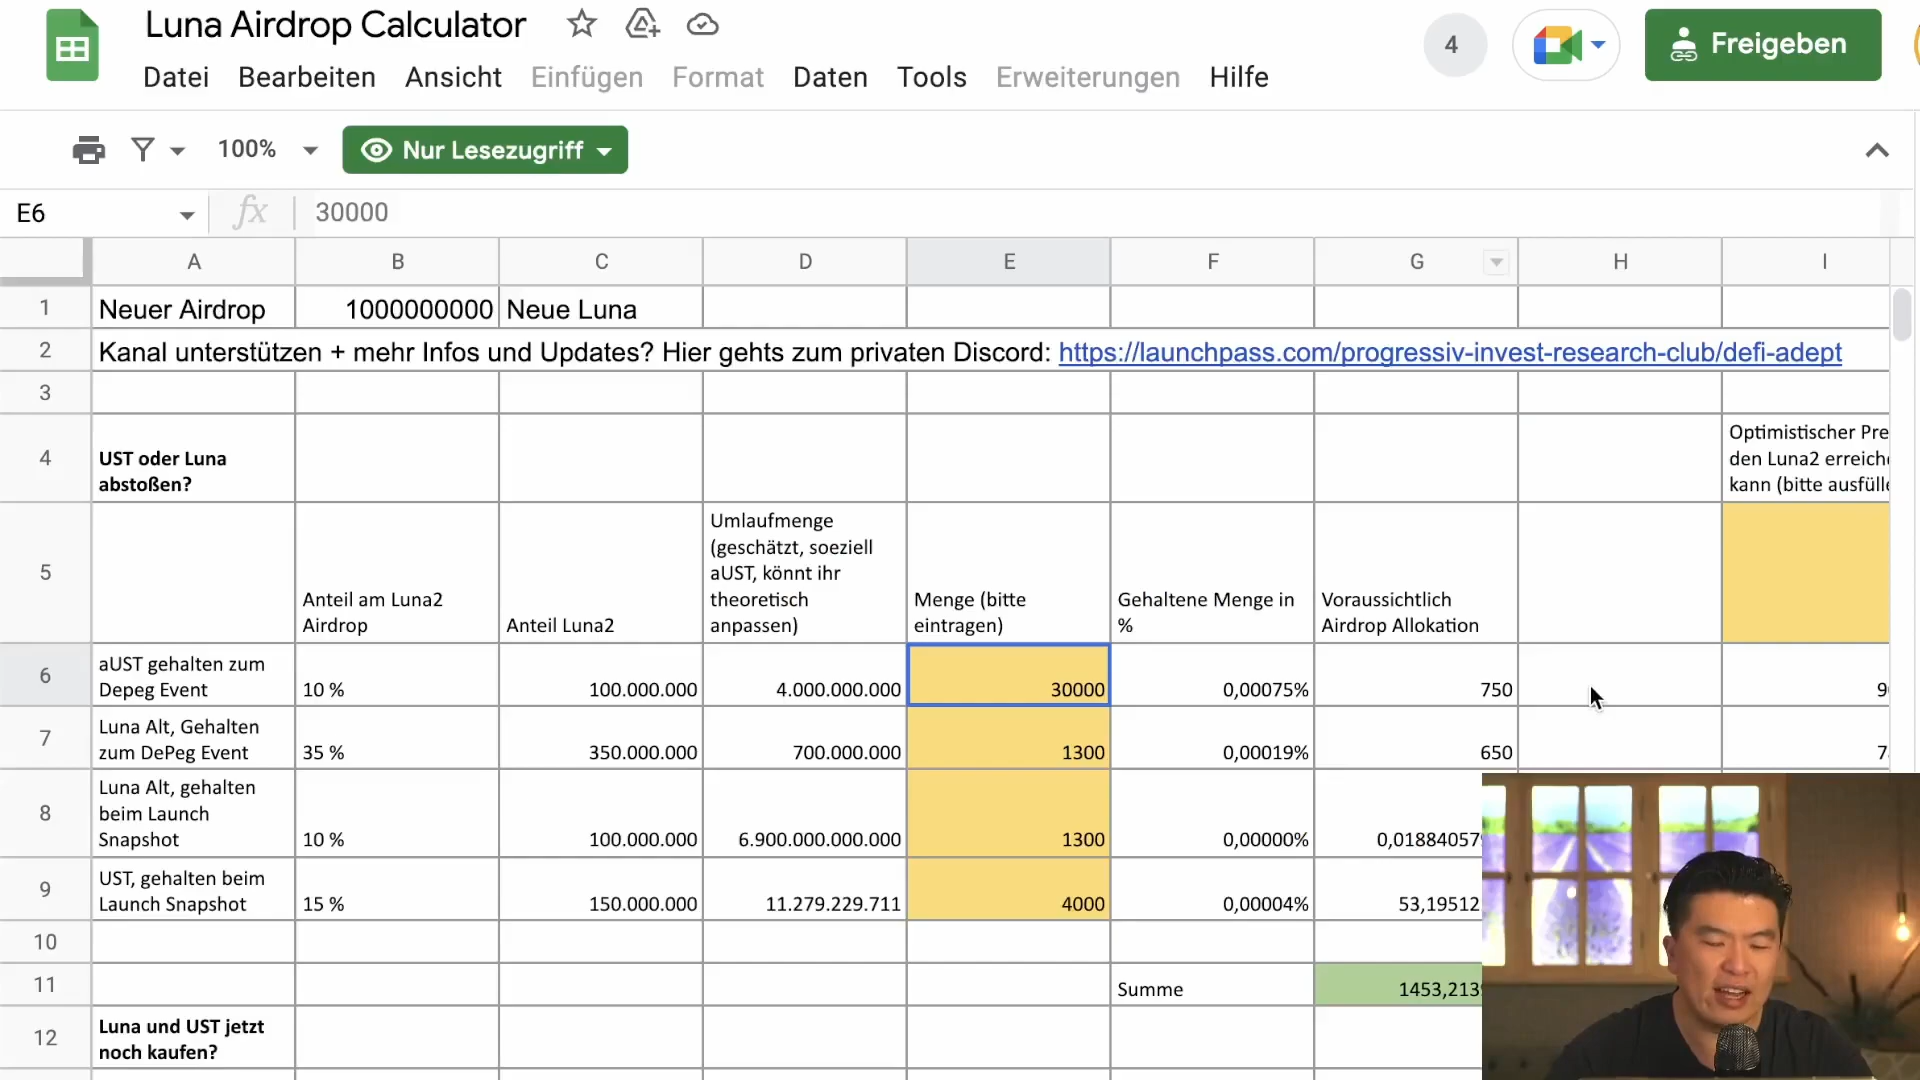 Luna Airdrop Calculator
4
Freigeben
Datei Bearbeiten Ansicht Einfügen Format Daten Tools Erweiterungen Hilfe
100% Nur Lesezugriff
E6 fx 30000
A B C D E F G H I
1 Neuer Airdrop 1000000000 Neue Luna
2 Kanal unterstützen + mehr Infos und Updates? Hier gehts zum privaten Discord: https://launchpass.com/progressiv-invest-research-club/defi-adept
3
4
UST oder Luna
abstoßen?
Optimistischer Pre
den Luna2 erreich
kann (bitte ausfülle
5
Anteil am Luna2
Airdrop
Anteil Luna2
Umlaufmenge
(geschätzt, soeziell
aUST, könnt ihr
theoretisch
anpassen)
Menge (bitte
eintragen)
Gehaltene Menge in
%
Voraussichtlich
Airdrop Allokation
6
aUST gehalten zum
Depeg Event
10 % 100.000.000 4.000.000.000 30000 0,00075% 750 9
7
Luna Alt, Gehalten
zum DePeg Event
35 % 350.000.000 700.000.000 1300 0,00019% 650 7
8
Luna Alt, gehalten
beim Launch
Snapshot
10 % 100.000.000 6.900.000.000.000 1300 0,00000% 0,01884057
9
UST, gehalten beim
Launch Snapshot
15 % 150.000.000 11.279.229.711 4000 0,00004% 53,19512
10
11 Summe 1453,213
12
Luna und UST jetzt
noch kaufen?